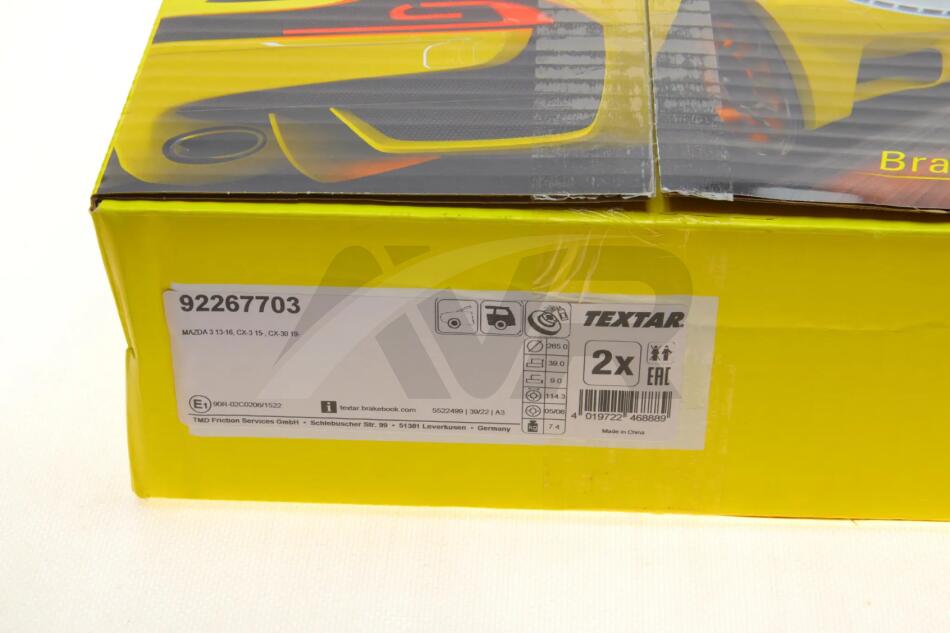 Bra
AVR
92267703
MAZDA 3 13-16, CX-3 15-, CX-30 19-
TEXTAR
265.0
39.0
9.0
114.3
05/06
7.4
2x
EAC
E1 90R-02C0206/1522
i textar.brakebook.com
5522499 | 39/22 | A3
4 019722 468889
TMD Friction Services GmbH • Schlebuscher Str. 99 • 51381 Leverkusen • Germany
Made in China